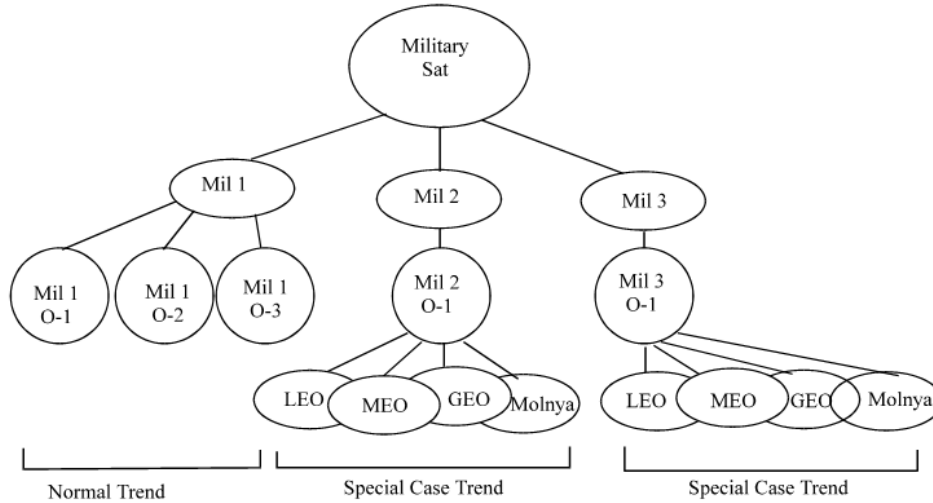 Military
Sat
Mil 1
Mil 2
Mil 3
Mil 1
O-1
Mil 1
O-2
Mil 1
O-3
Mil 2
O-1
Mil 3
O-1
LEO
MEO
GEO
Molnya
LEO
MEO
GEO
Molnya
Normal Trend
Special Case Trend
Special Case Trend